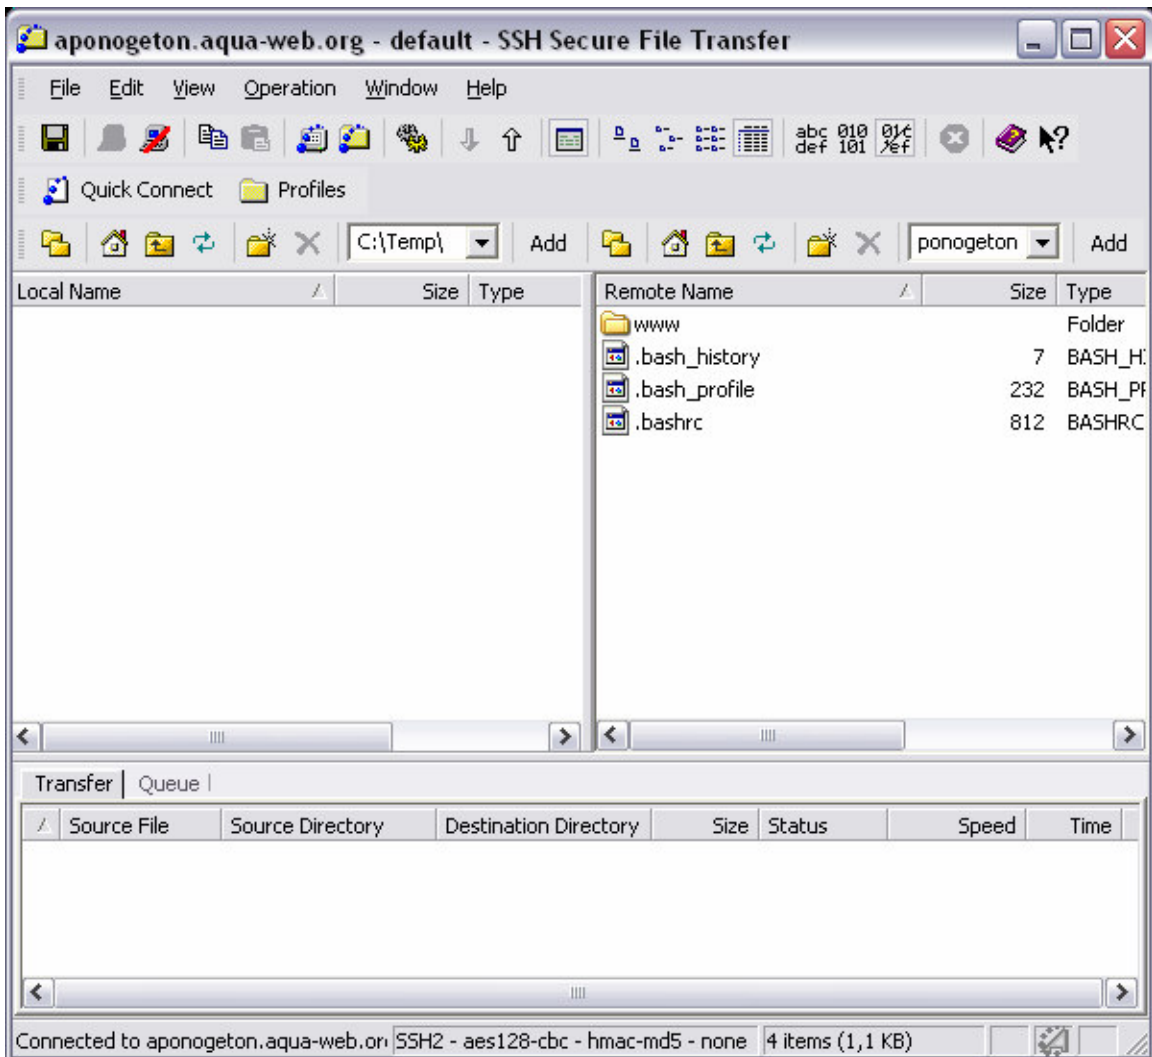 aponogeton.aqua-web.org - default - SSH Secure File Transfer
File Edit View Operation Window Help
abc def 010 101
Quick Connect Profiles
C:\Temp\ Add ponogeton Add
Local Name Size Type Remote Name Size Type
www Folder
.bash_history 7 BASH_H
.bash_profile 232 BASH_PF
.bashrc 812 BASHRC
Transfer Queue
Source File Source Directory Destination Directory Size Status Speed Time
Connected to aponogeton.aqua-web.or SSH2 - aes128-cbc - hmac-md5 - none 4 items (1,1 KB)